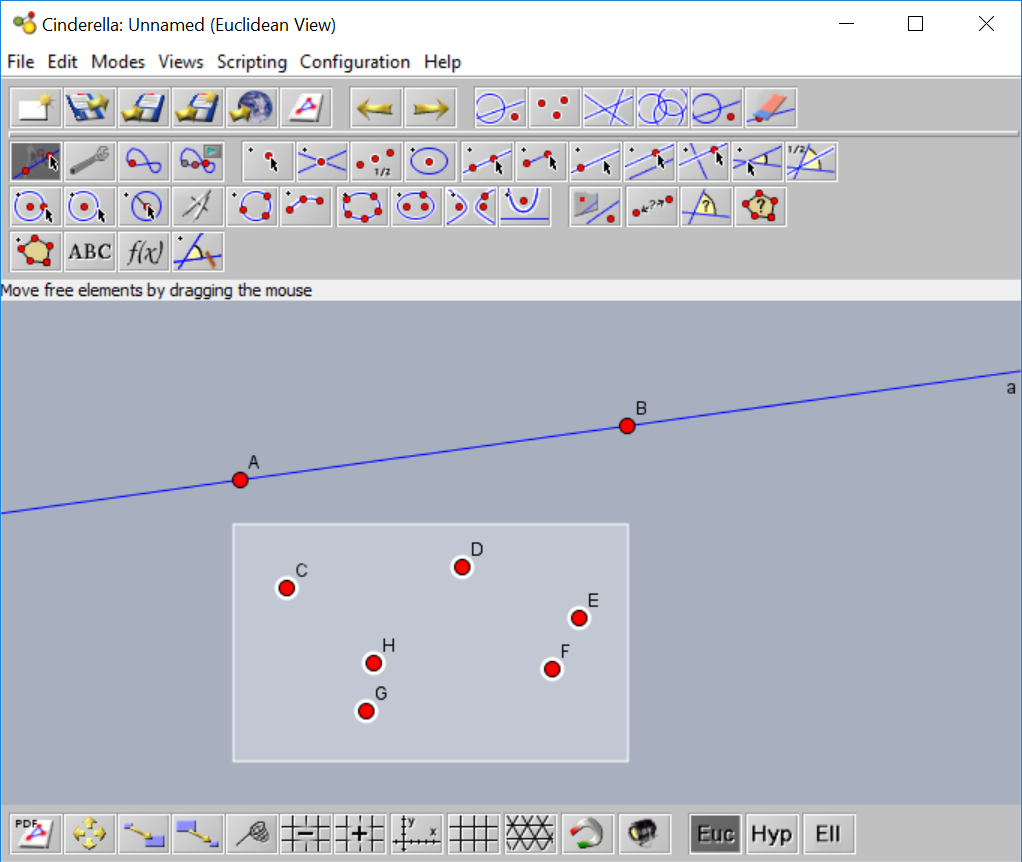 Cinderella: Unnamed (Euclidean View)
File Edit Modes Views Scripting Configuration Help
1/2
1/2
? ?
? ?
ABC f(x)
Move free elements by dragging the mouse
a
B
A
D
C
E
H
F
G
PDF y x Euc Hyp Ell